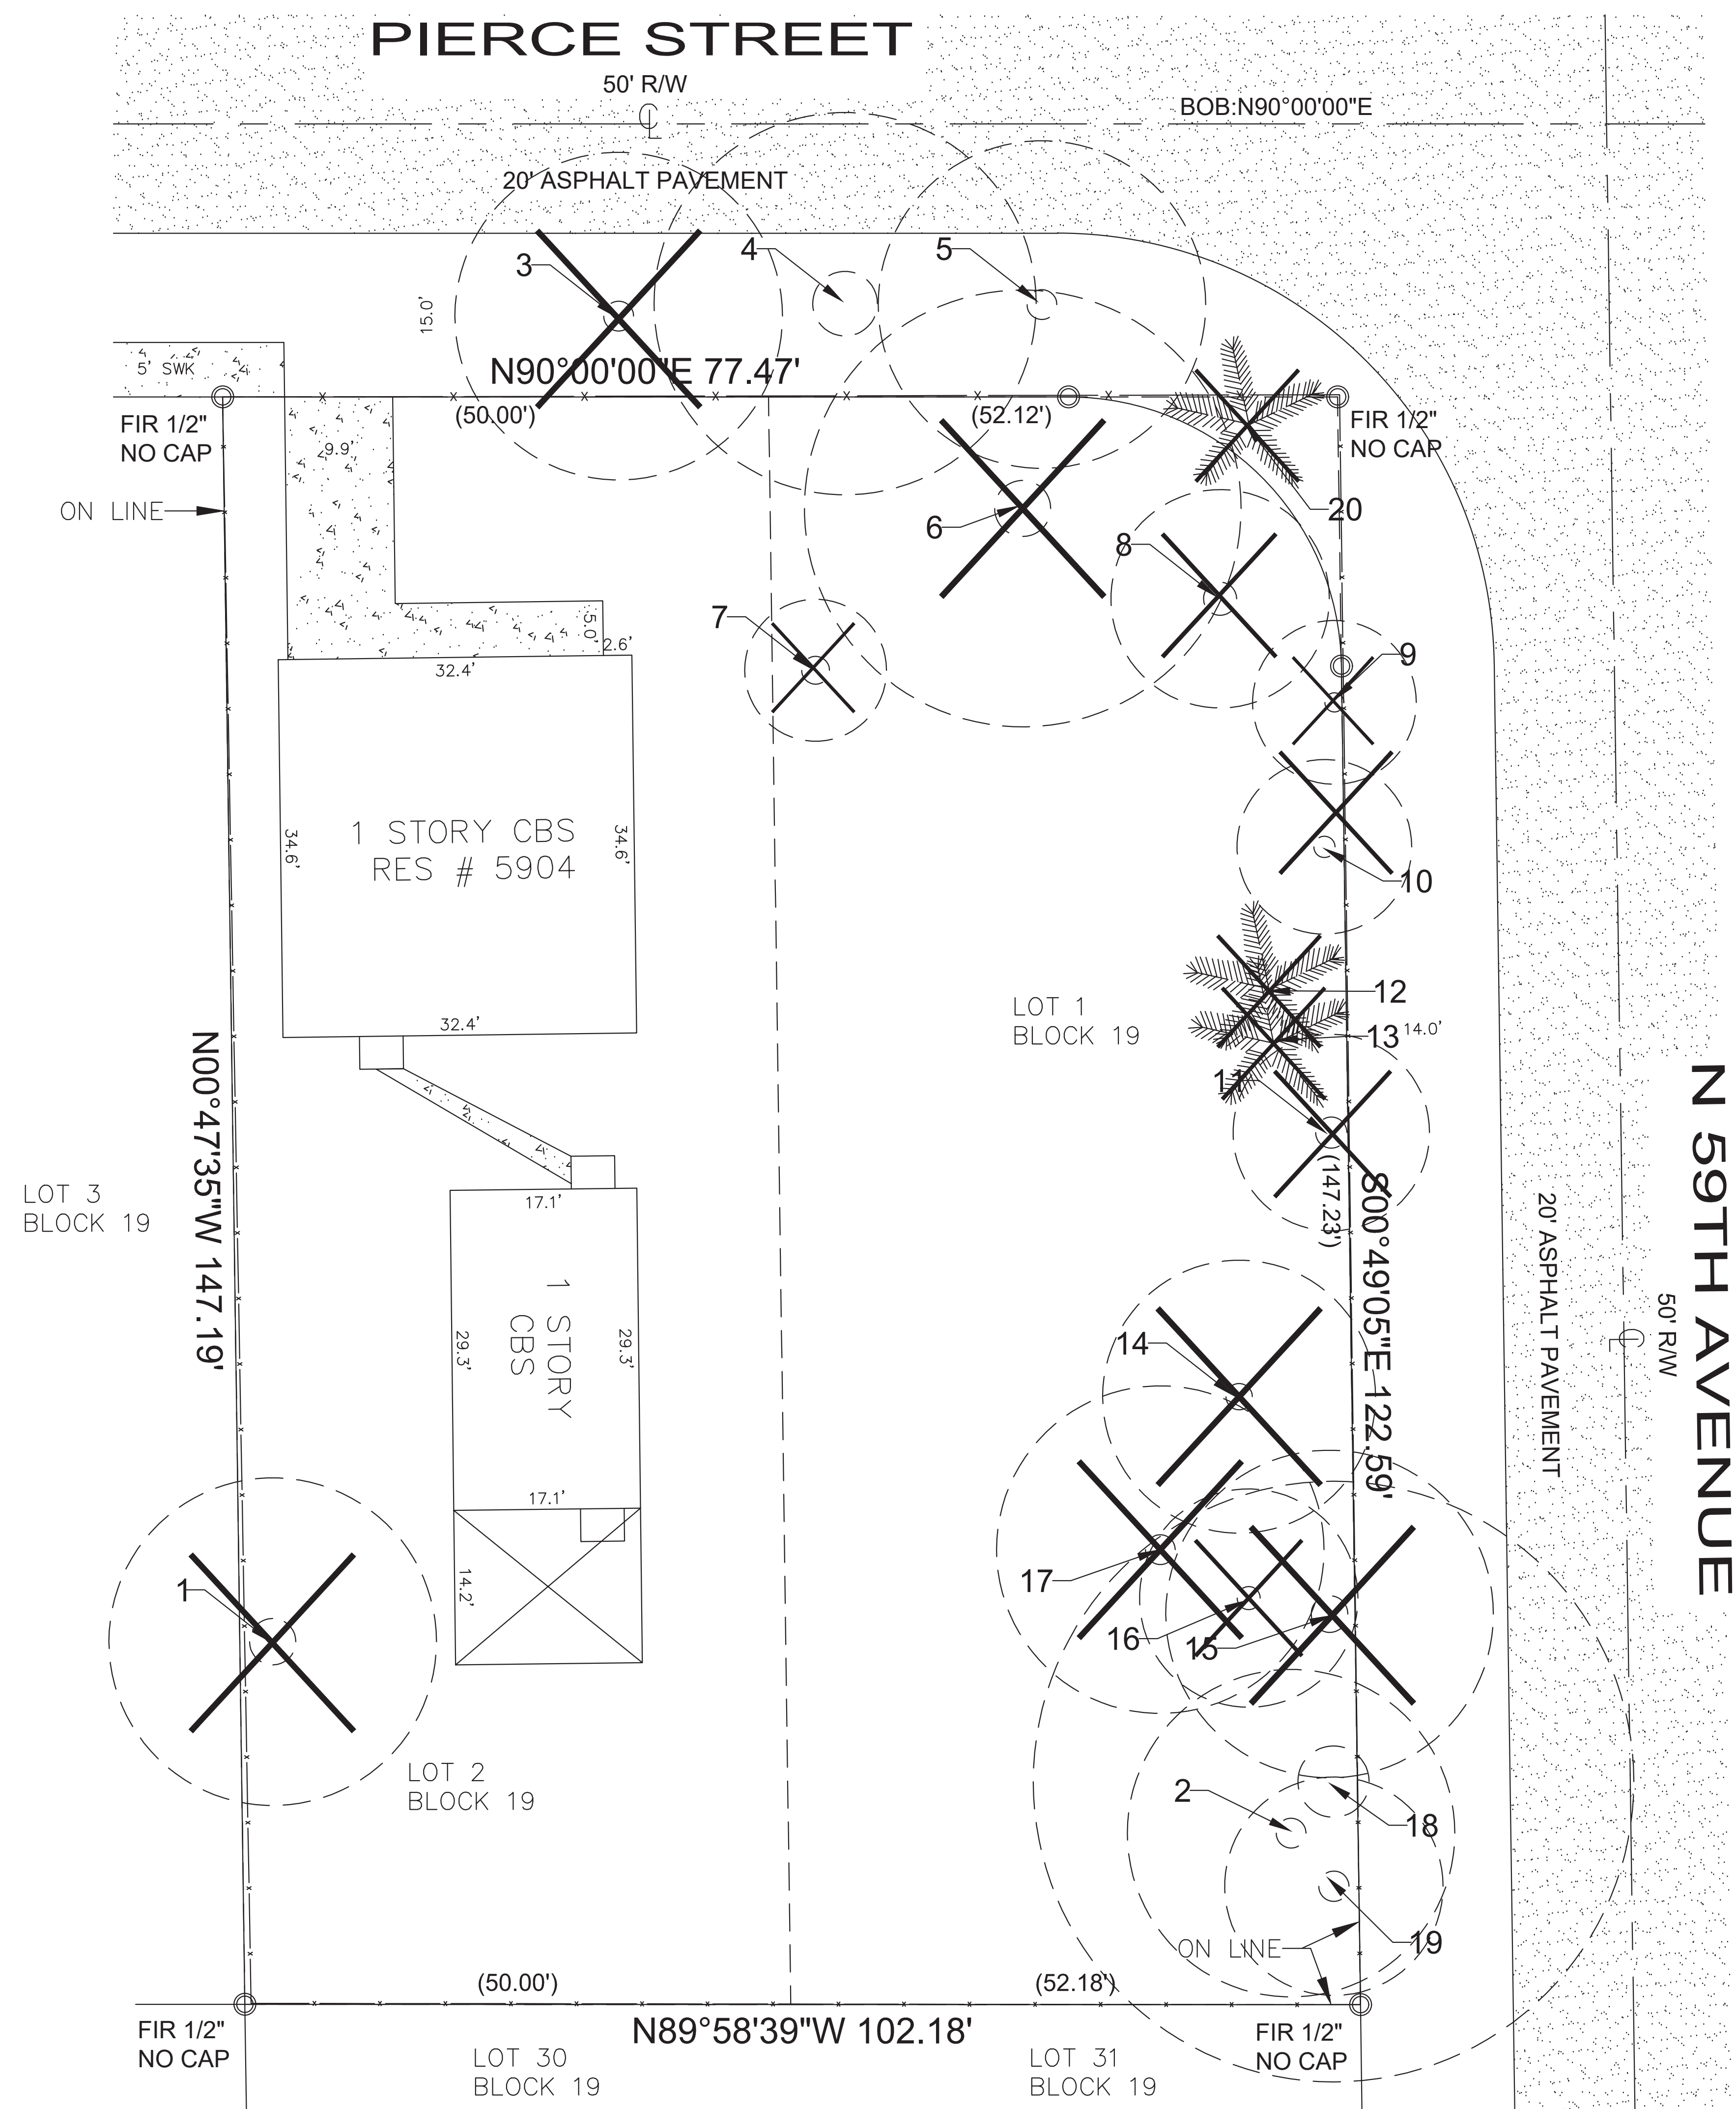 PIERCE STREET
50' R/W
BOB:N90°00'00"E
20' ASPHALT PAVEMENT
3
4
5
15.0'
5' SWK
N90°00'00"E 77.47'
(50.00')
(52.12')
FIR 1/2"
NO CAP
FIR 1/2"
NO CAP
9.9'
ON LINE
20
6
8
7
5.0'
2.6'
32.4'
9
34.6'
1 STORY CBS
RES # 5904
34.6'
10
32.4'
12
LOT 1
BLOCK 19
13
14.0'
11
N00°47'35"W 147.19'
(147.23')
S00°49'05"E 122.59'
20' ASPHALT PAVEMENT
50' R/W
N 59TH AVENUE
LOT 3
BLOCK 19
17.1'
29.3'
1 STORY
CBS
29.3'
14
17.1'
14.2'
17
1
16
15
LOT 2
BLOCK 19
2
18
19
ON LINE
(50.00')
(52.18')
N89°58'39"W 102.18'
FIR 1/2"
NO CAP
FIR 1/2"
NO CAP
LOT 30
BLOCK 19
LOT 31
BLOCK 19